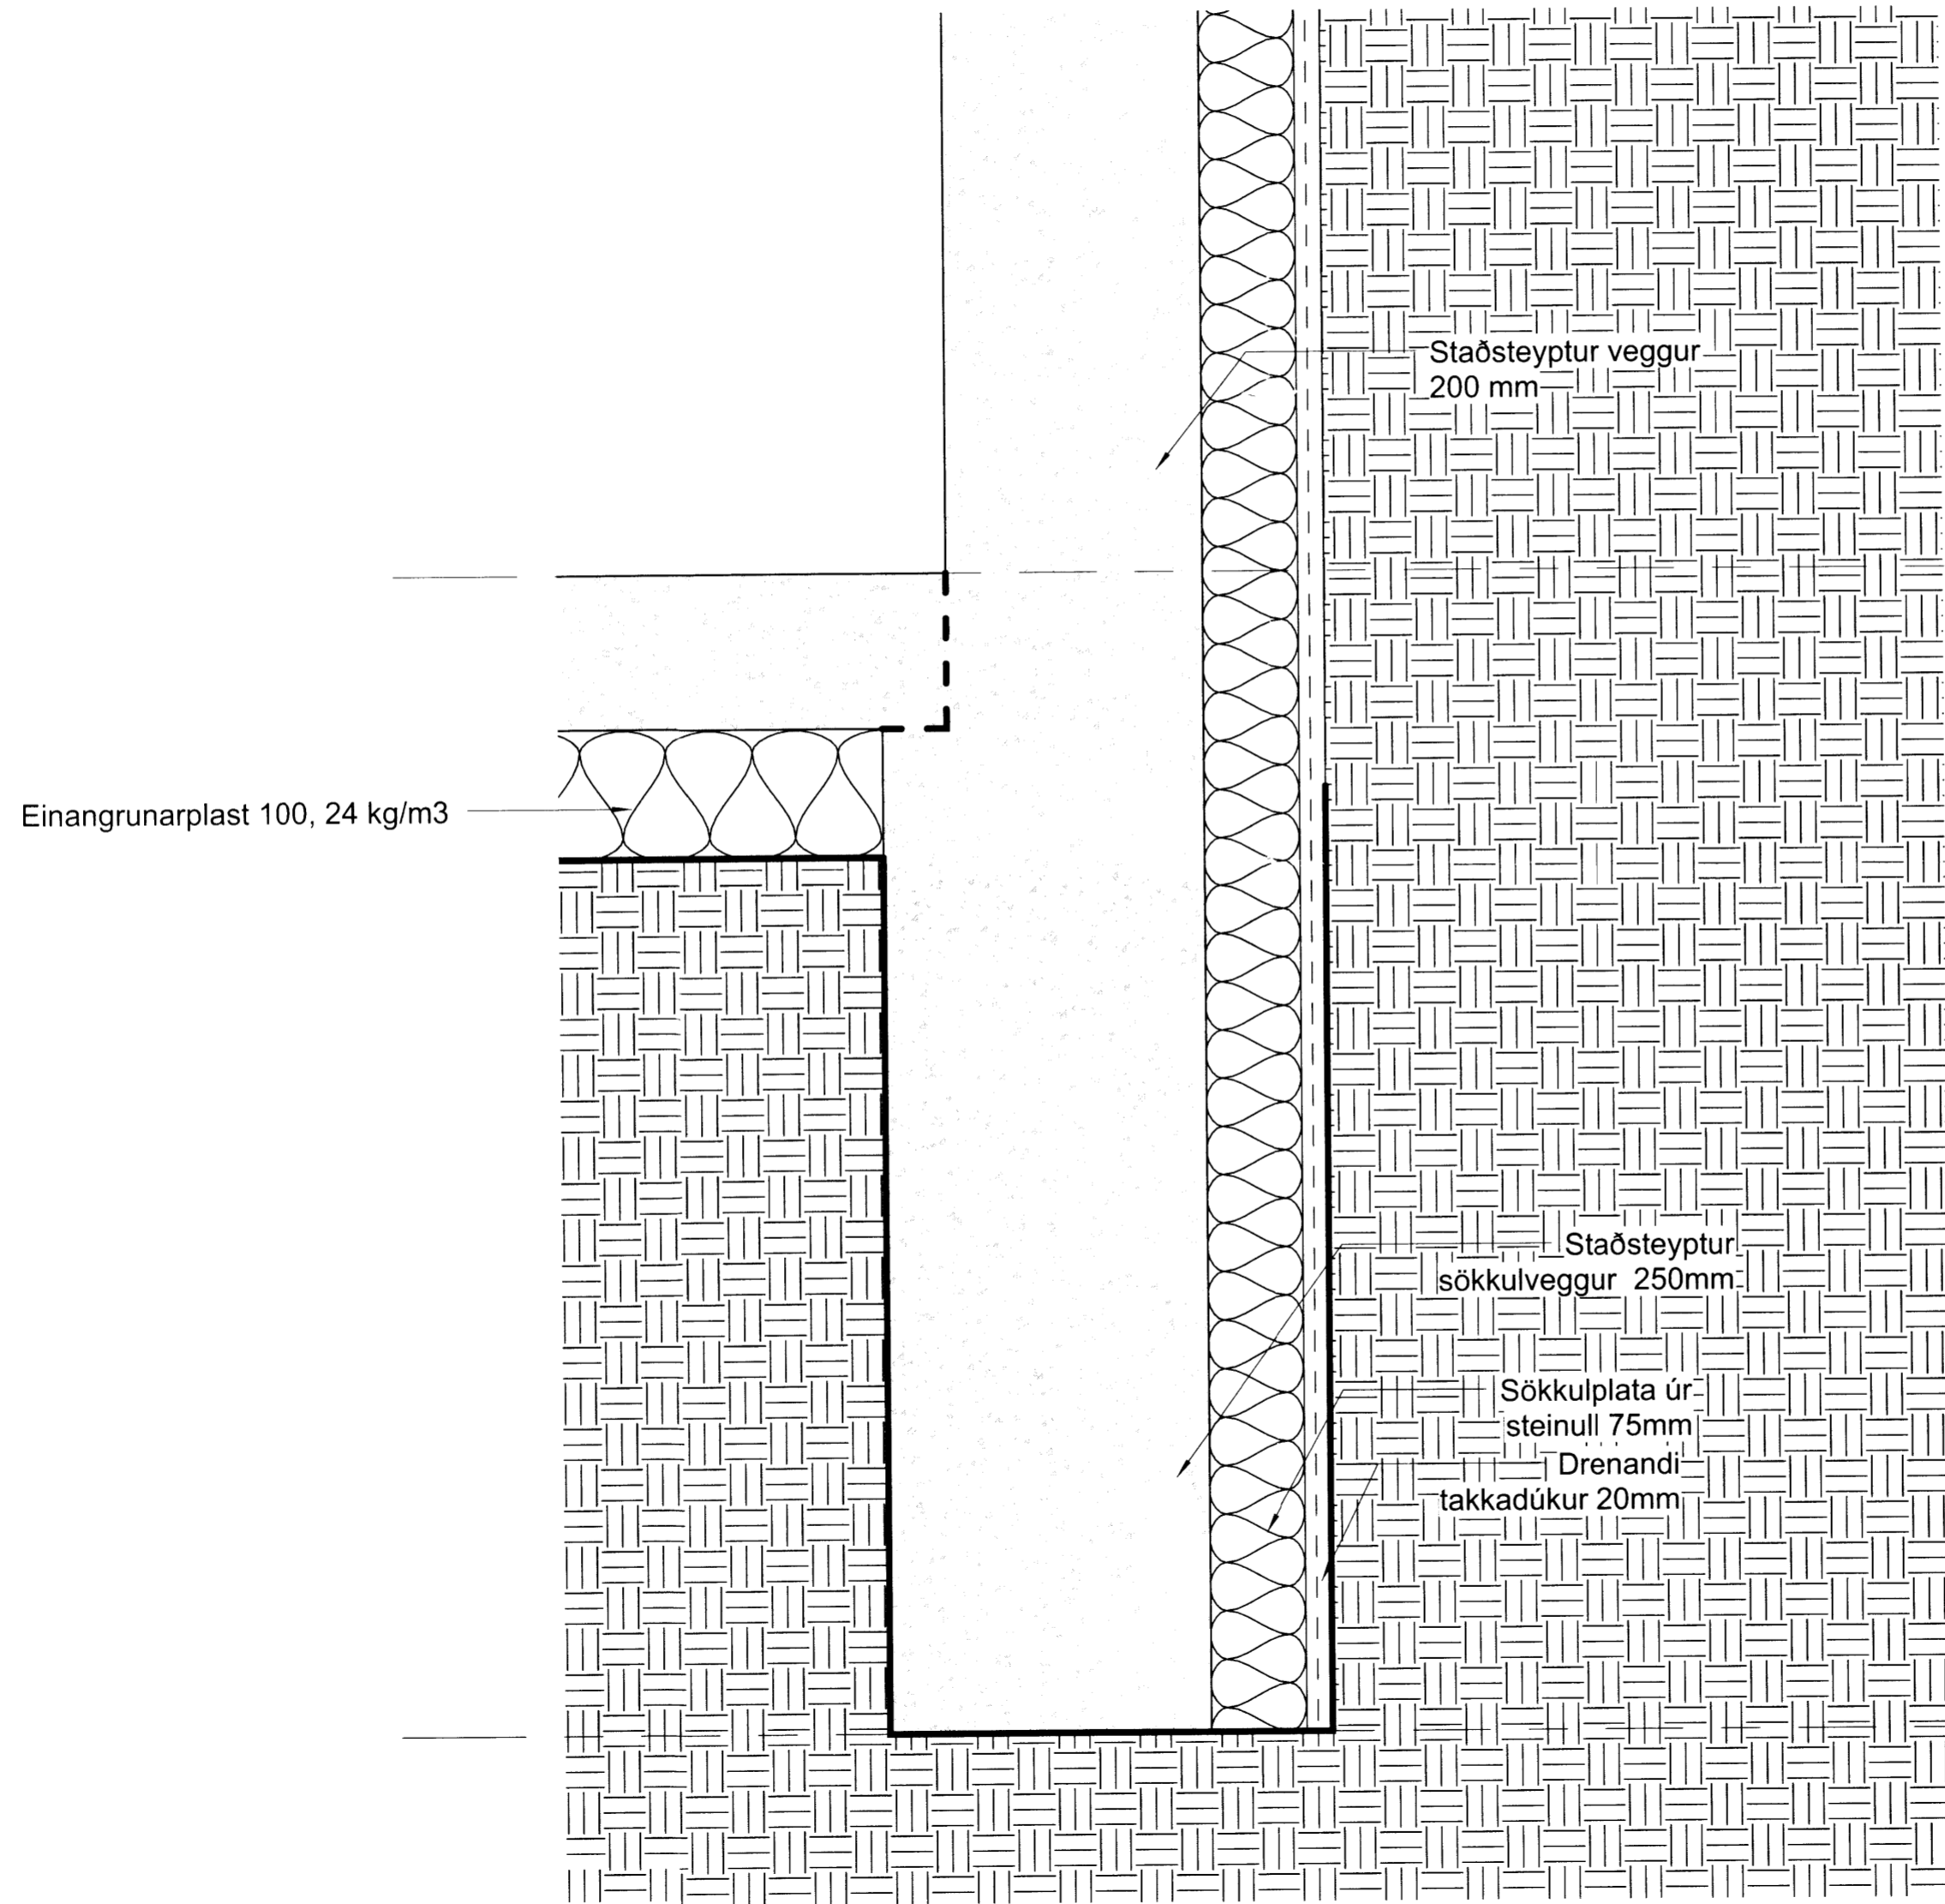 Staðsteyptur veggur
200 mm
Einangrunarplast 100, 24 kg/m3
Staðsteyptur
sökkulveggur 250mm
Sökkulplata úr
steinull 75mm
Drenandi
takkadúkur 20mm